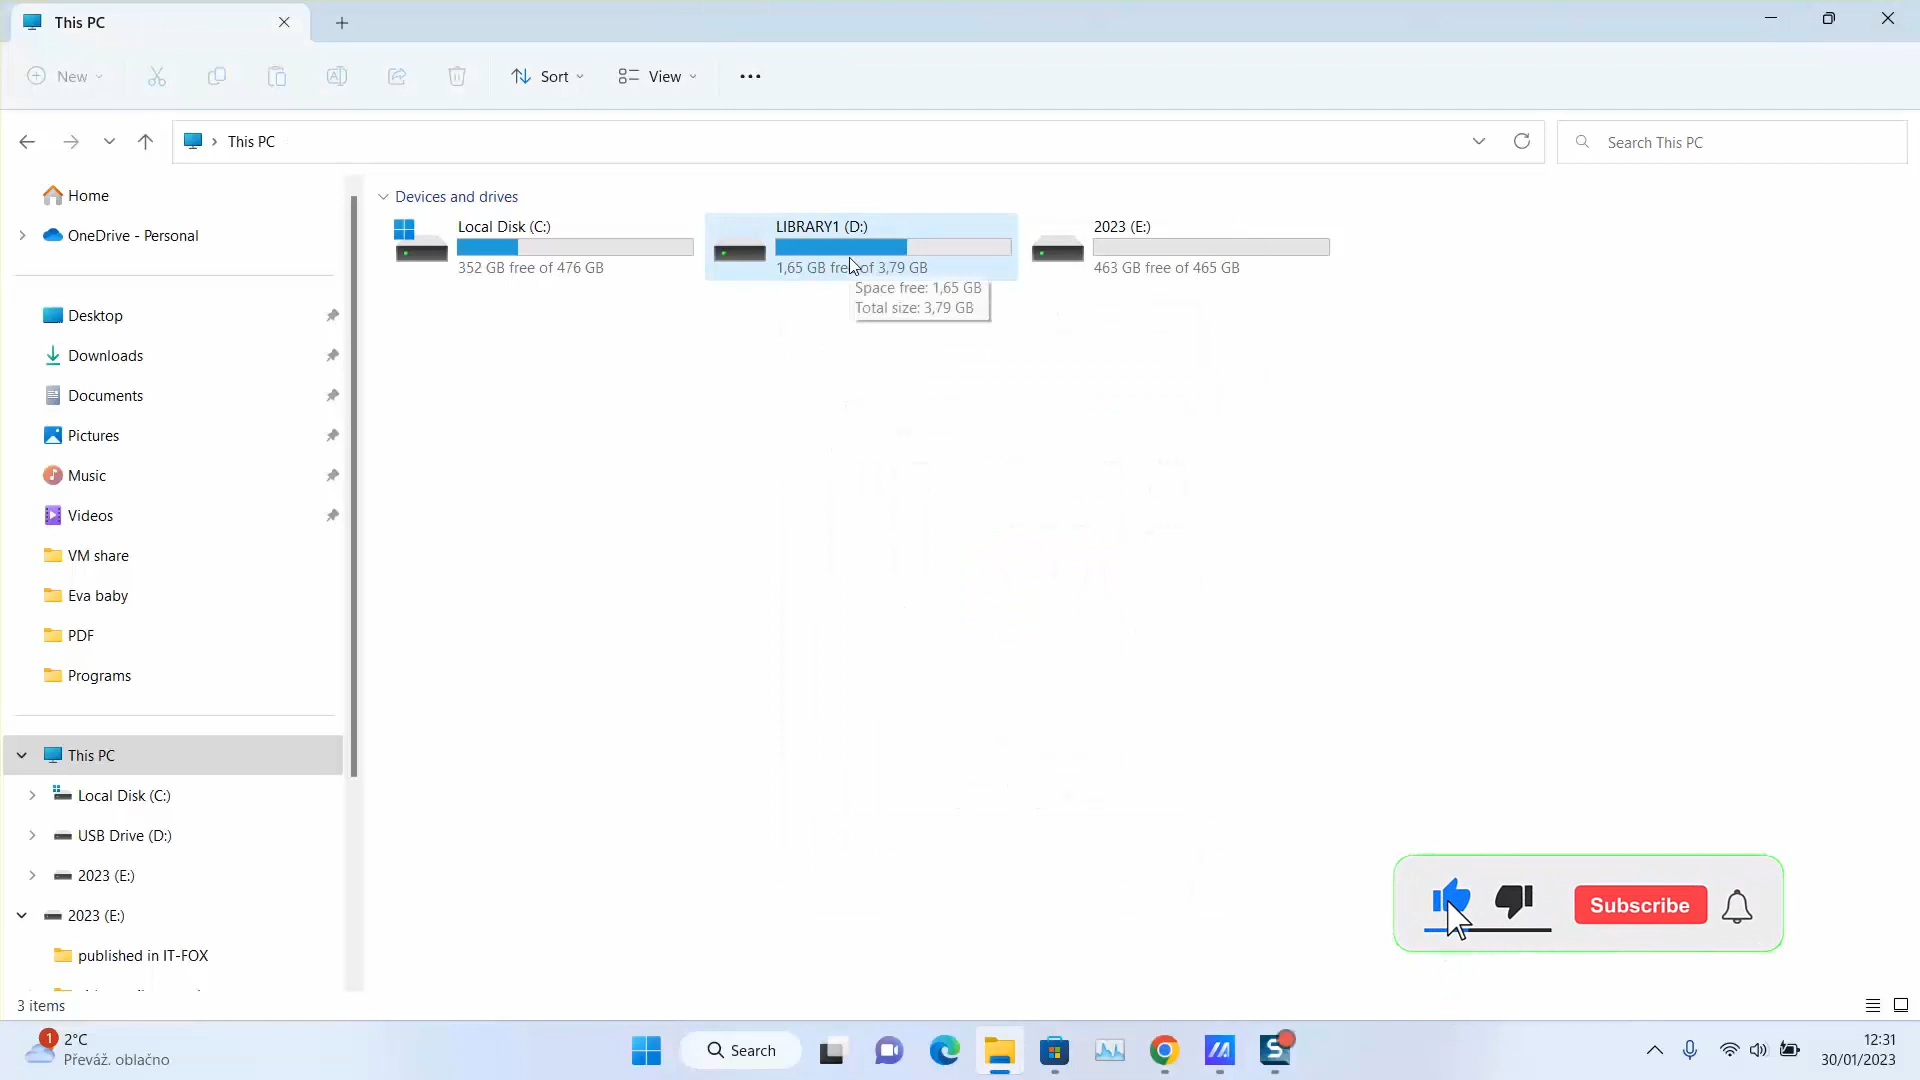 This PC
New
Sort
View
This PC
Search This PC
Home
OneDrive - Personal
Desktop
Downloads
Documents
Pictures
Music
Videos
VM share
Eva baby
PDF
Programs
This PC
Local Disk (C:)
USB Drive (D:)
2023 (E:)
2023 (E:)
published in IT-FOX
Devices and drives
Local Disk (C:)
352 GB free of 476 GB
LIBRARY1 (D:)
1,65 GB free of 3,79 GB
Space free: 1,65 GB
Total size: 3,79 GB
2023 (E:)
463 GB free of 465 GB
Subscribe
3 items
1
2°C
Převáž. oblačno
Search
12:31
30/01/2023